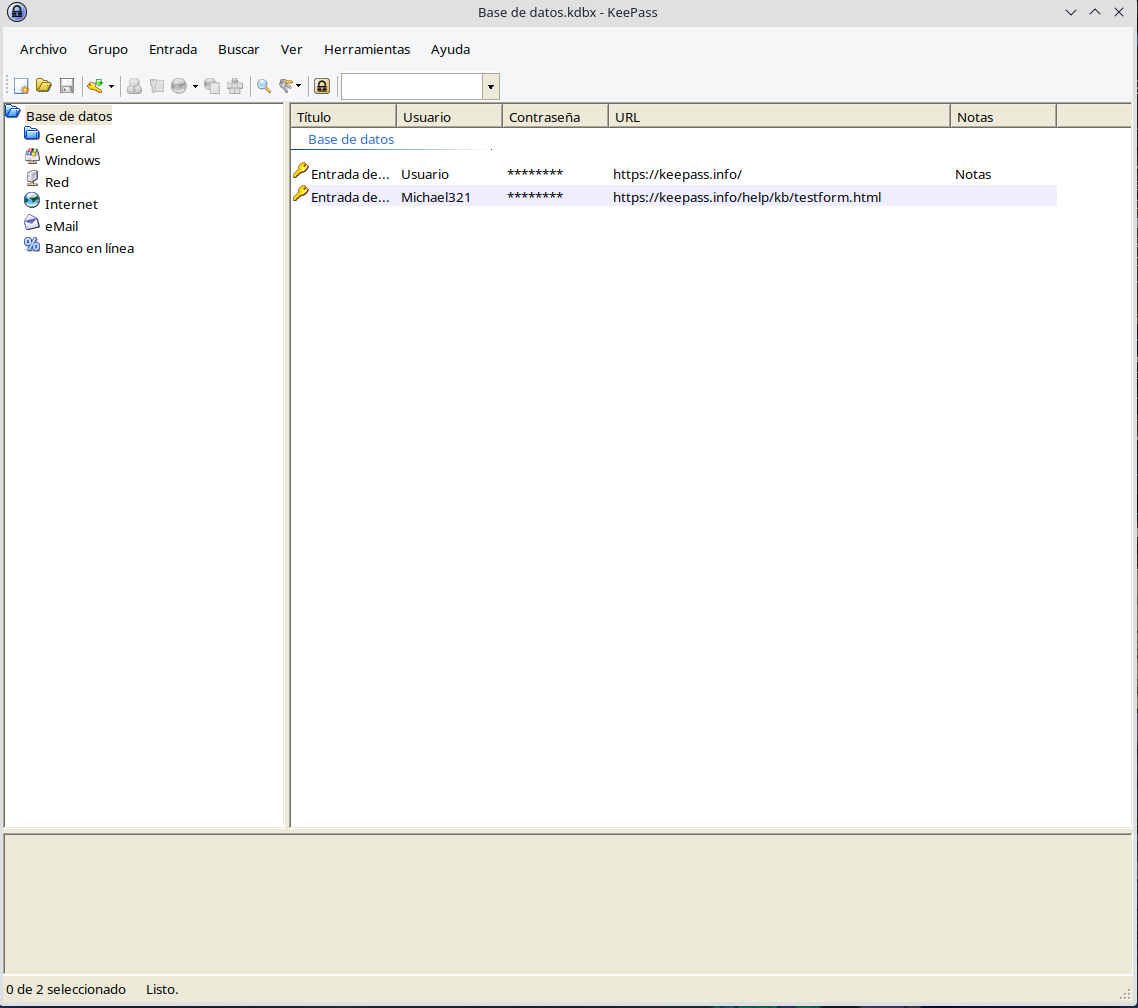 Base de datos.kdbx - KeePass
Archivo Grupo Entrada Buscar Ver Herramientas Ayuda
Base de datos
General
Windows
Red
Internet
eMail
Banco en línea
Título Usuario Contraseña URL Notas
Base de datos
Entrada de... Usuario ******** https://keepass.info/ Notas
Entrada de... Michael321 ******** https://keepass.info/help/kb/testform.html
0 de 2 seleccionado Listo.